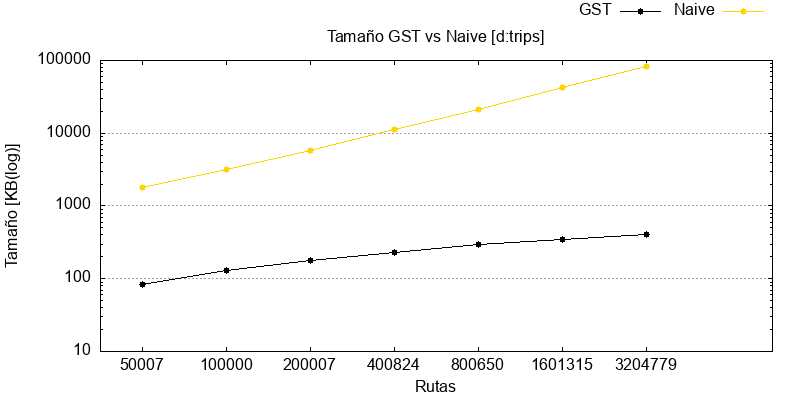 GST Naive
Tamaño GST vs Naive [d:trips]
Tamaño [KB(log)]
100000
10000
1000
100
10
50007 100000 200007 400824 800650 1601315 3204779
Rutas